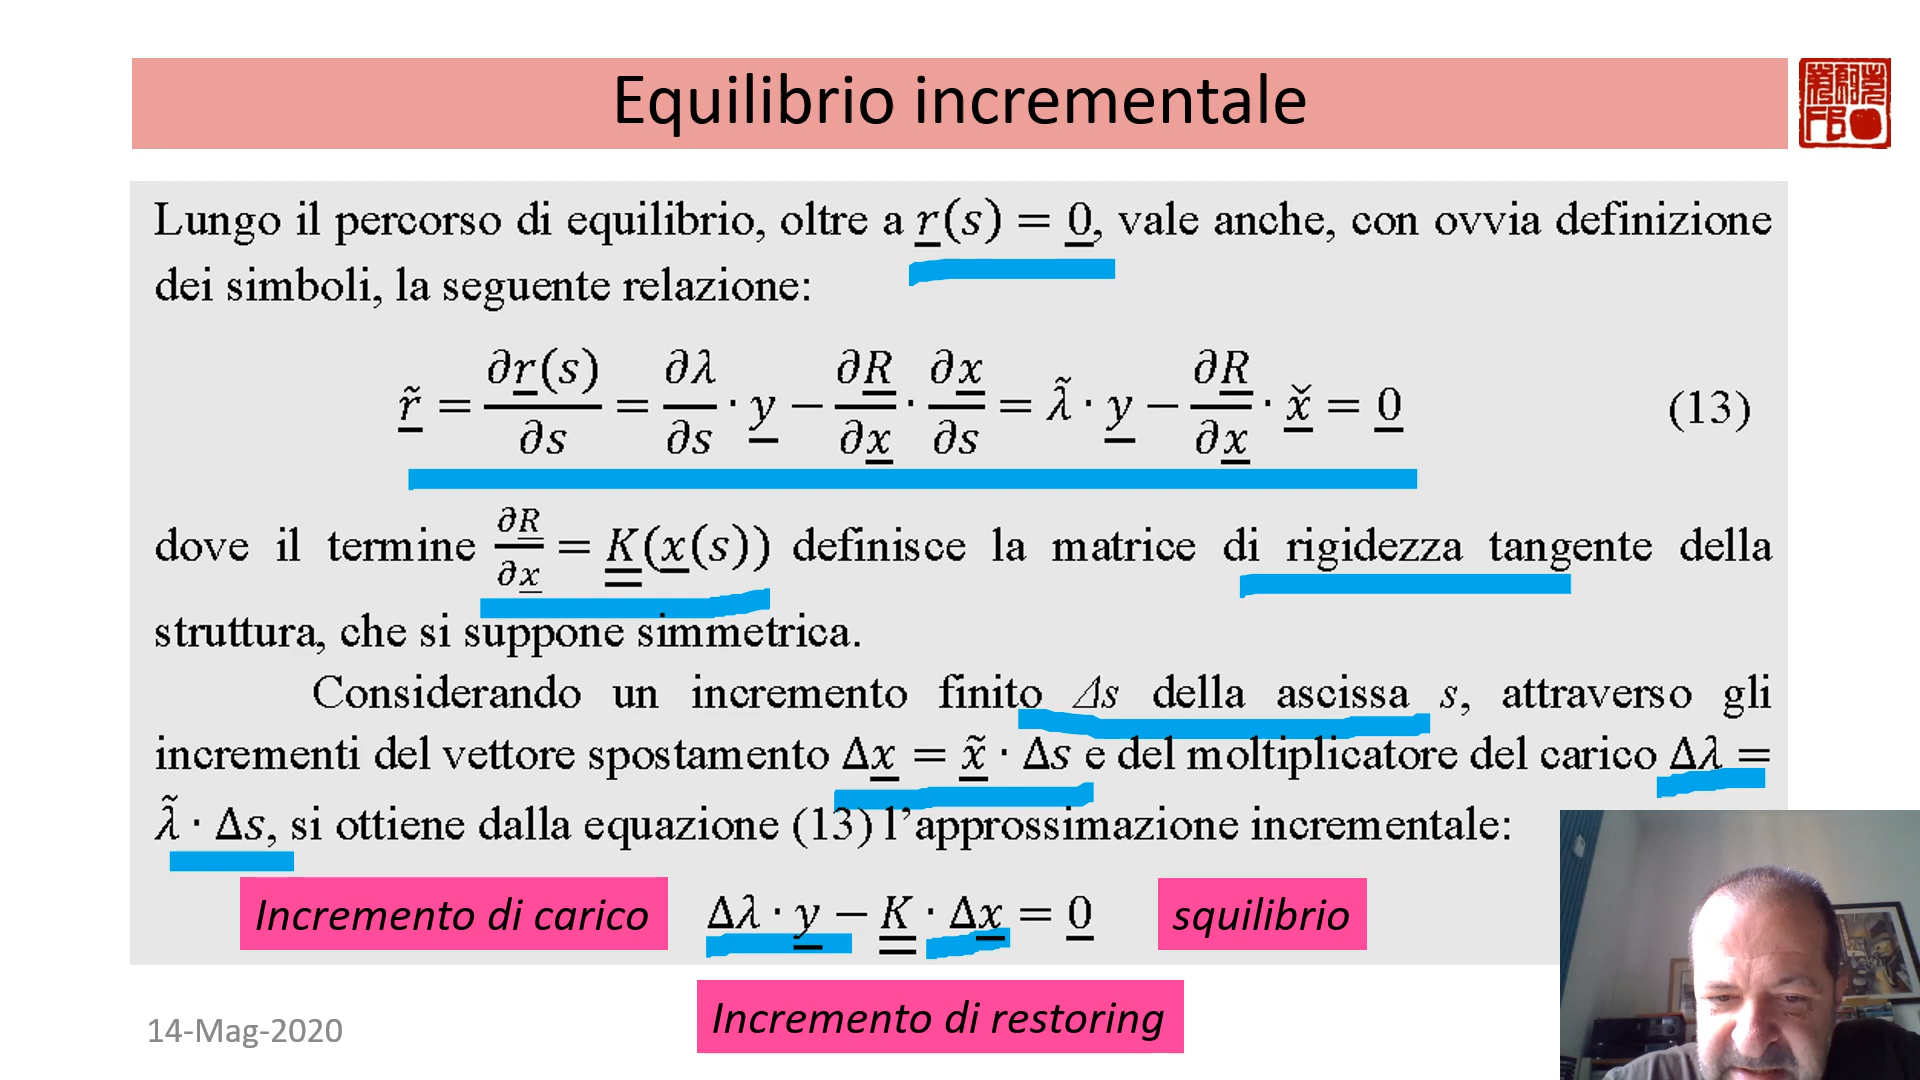 Equilibrio incrementale
FB
Lungo il percorso di equilibrio, oltre a r(s) = 0, vale anche, con ovvia definizione
dei simboli, la seguente relazione:
r̃ = ∂r(s)/∂s = ∂λ/∂s · y − ∂R/∂x · ∂x/∂s = λ̃ · y − ∂R/∂x · x̌ = 0 (13)
dove il termine ∂R/∂x = K(x(s)) definisce la matrice di rigidezza tangente della
struttura, che si suppone simmetrica.
Considerando un incremento finito Δs della ascissa s, attraverso gli
incrementi del vettore spostamento Δx = x̃ · Δs e del moltiplicatore del carico Δλ =
λ̃ · Δs, si ottiene dalla equazione (13) l’approssimazione incrementale:
Incremento di carico Δλ · y − K · Δx = 0 squilibrio
Incremento di restoring
14-Mag-2020